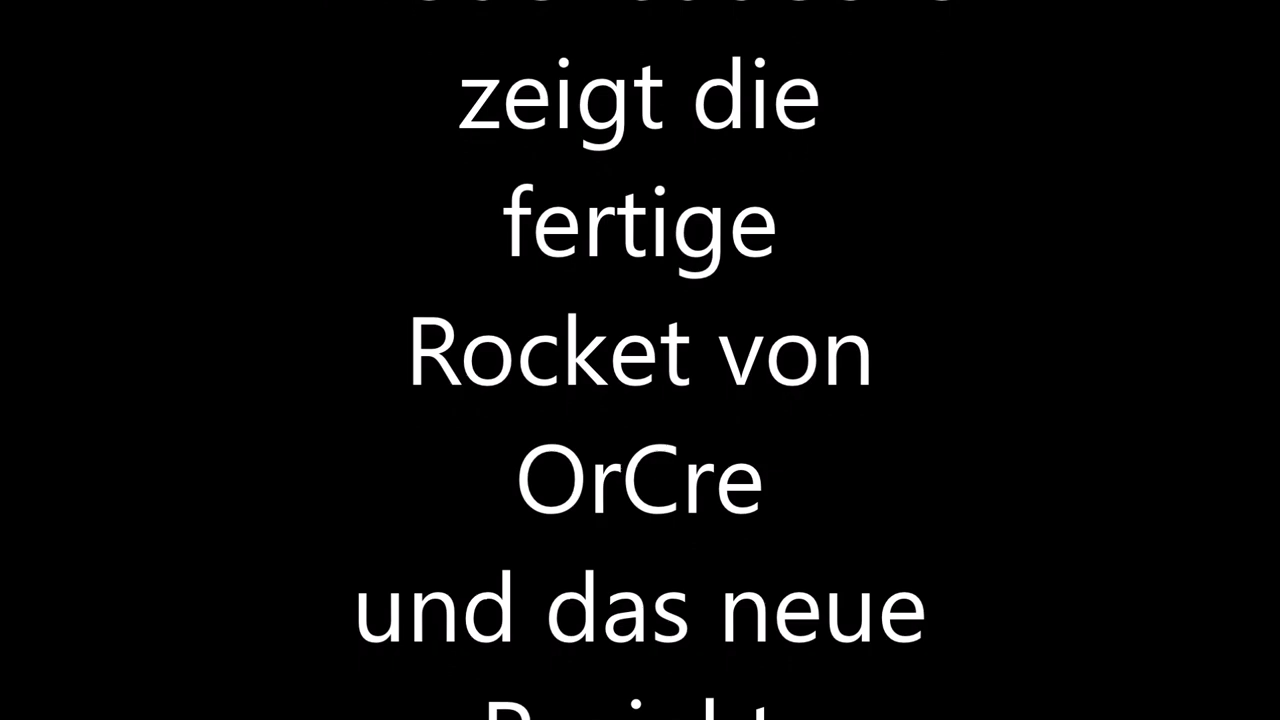 zeigt die
fertige
Rocket von
OrCre
und das neue